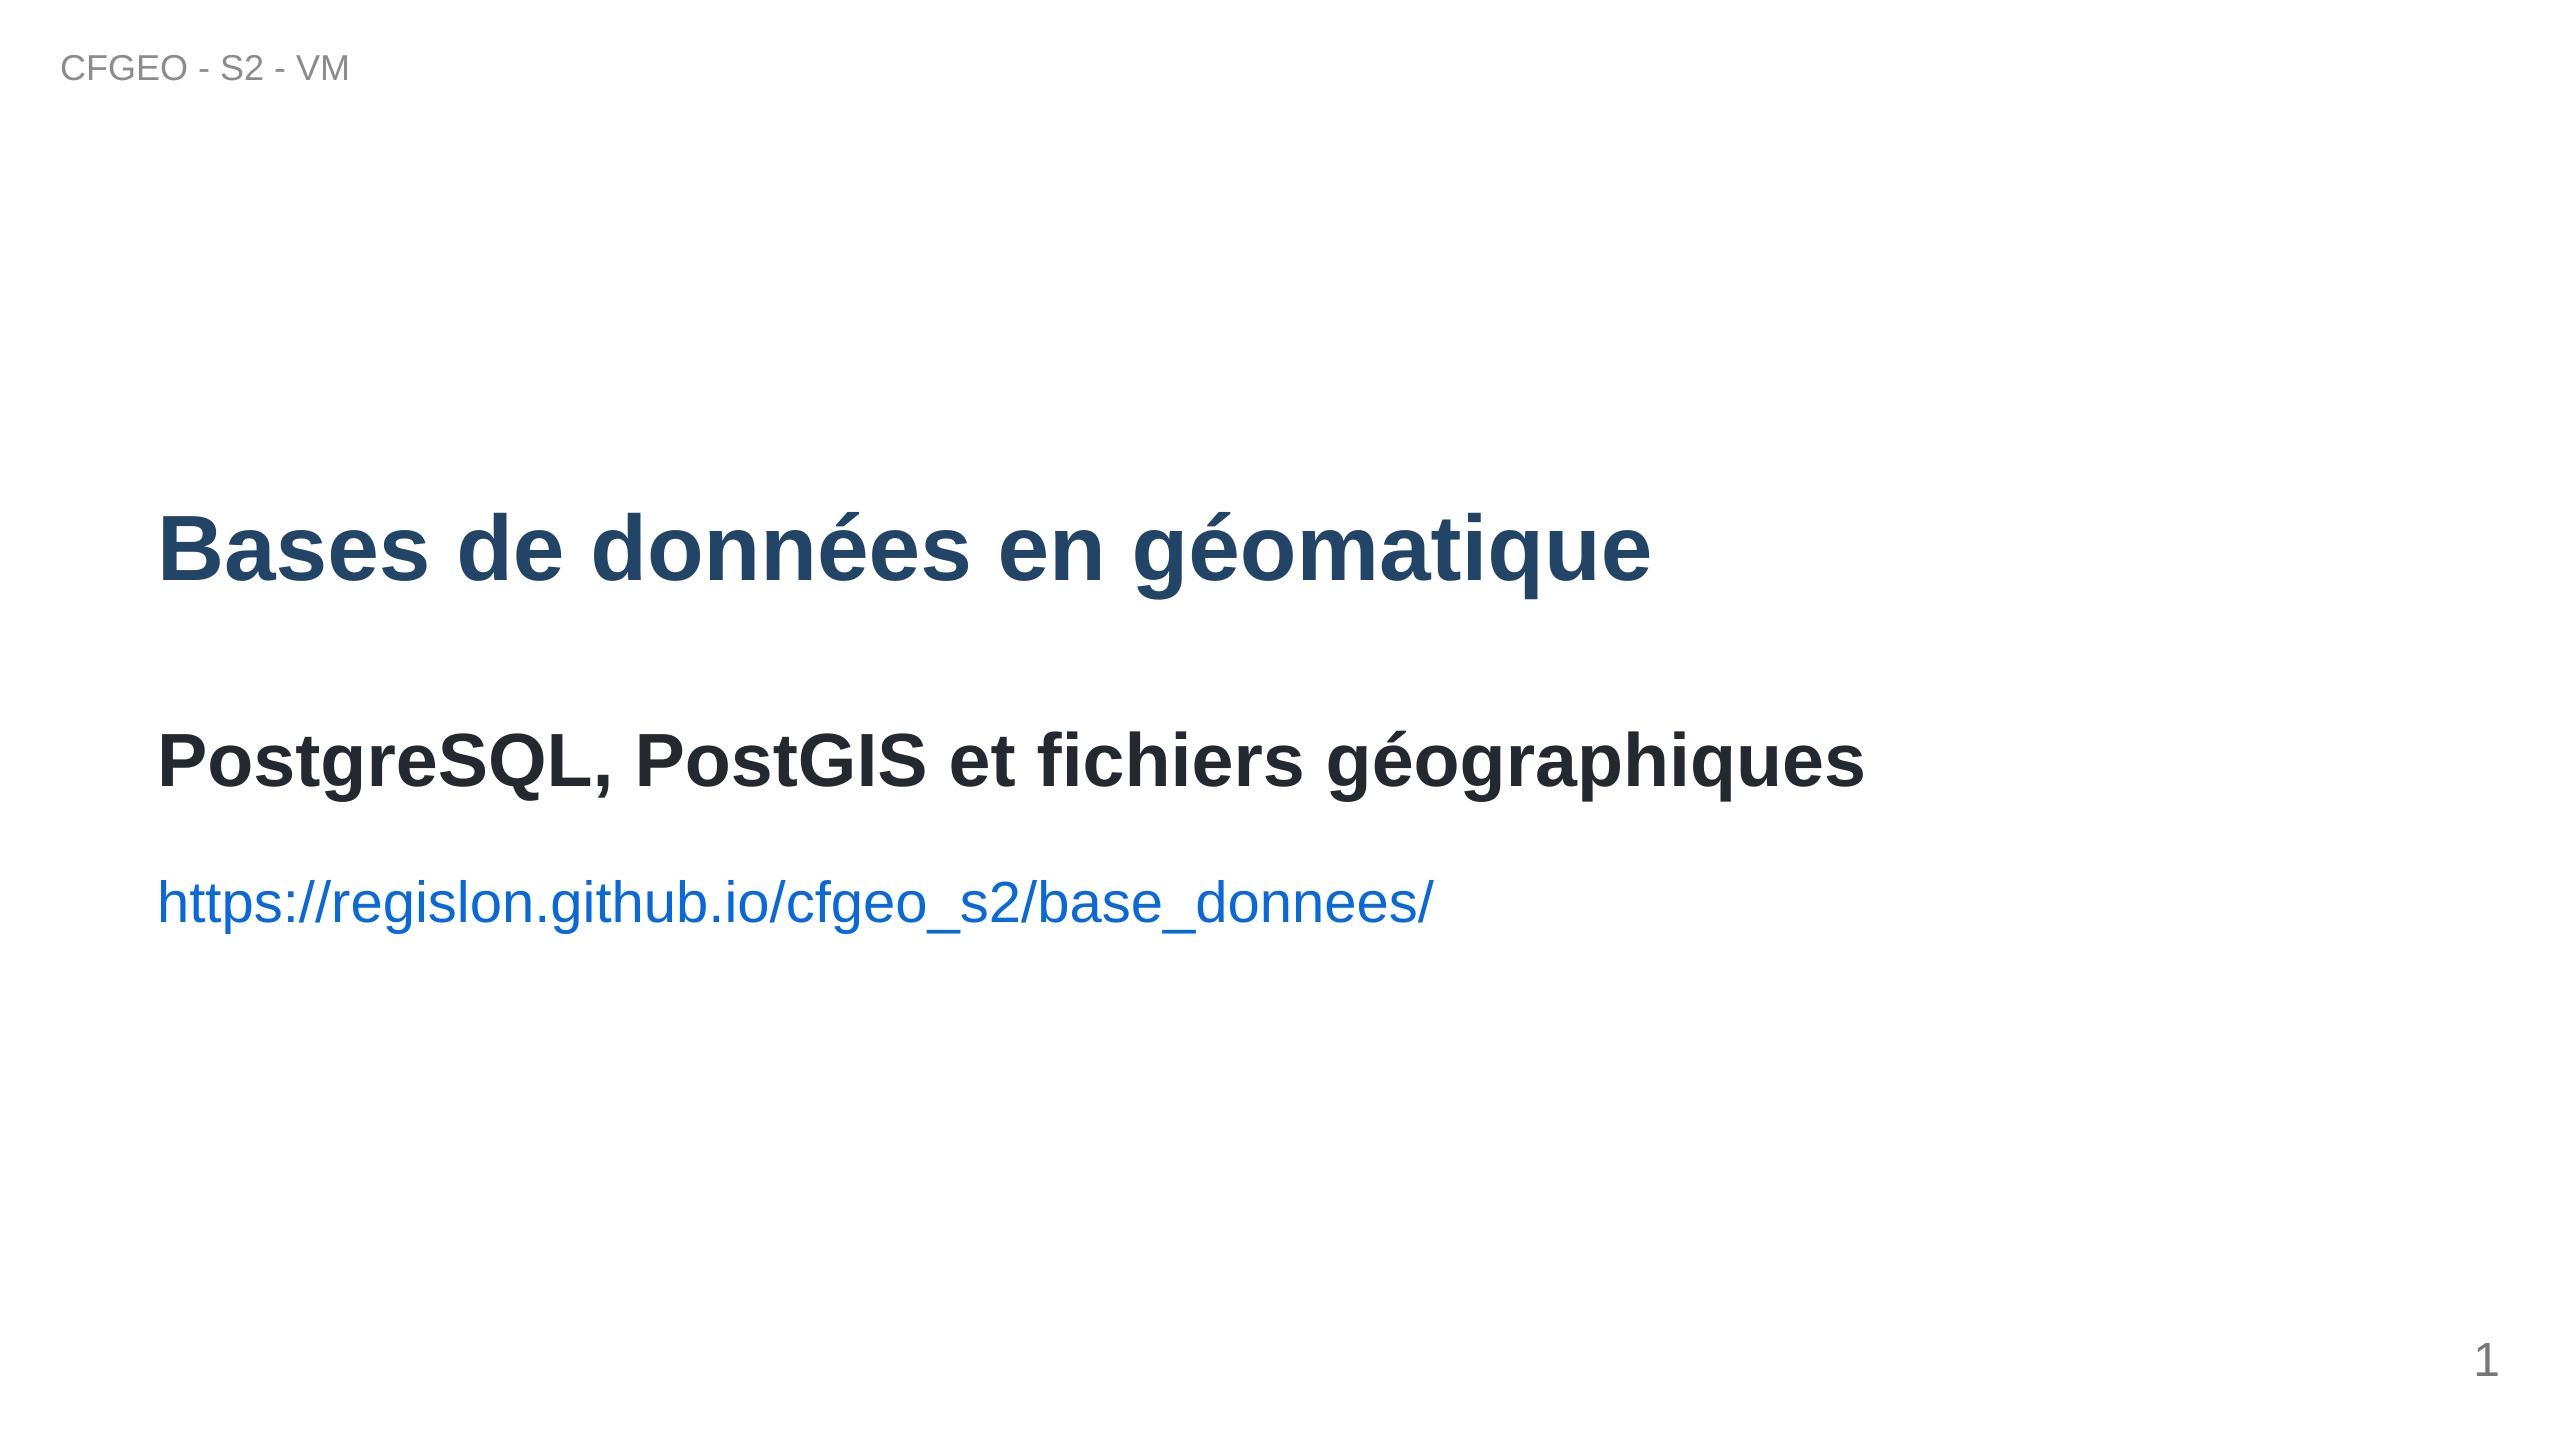 CFGEO - S2 - VM
Bases de données en géomatique
PostgreSQL, PostGIS et fichiers géographiques
https://regislon.github.io/cfgeo_s2/base_donnees/
1